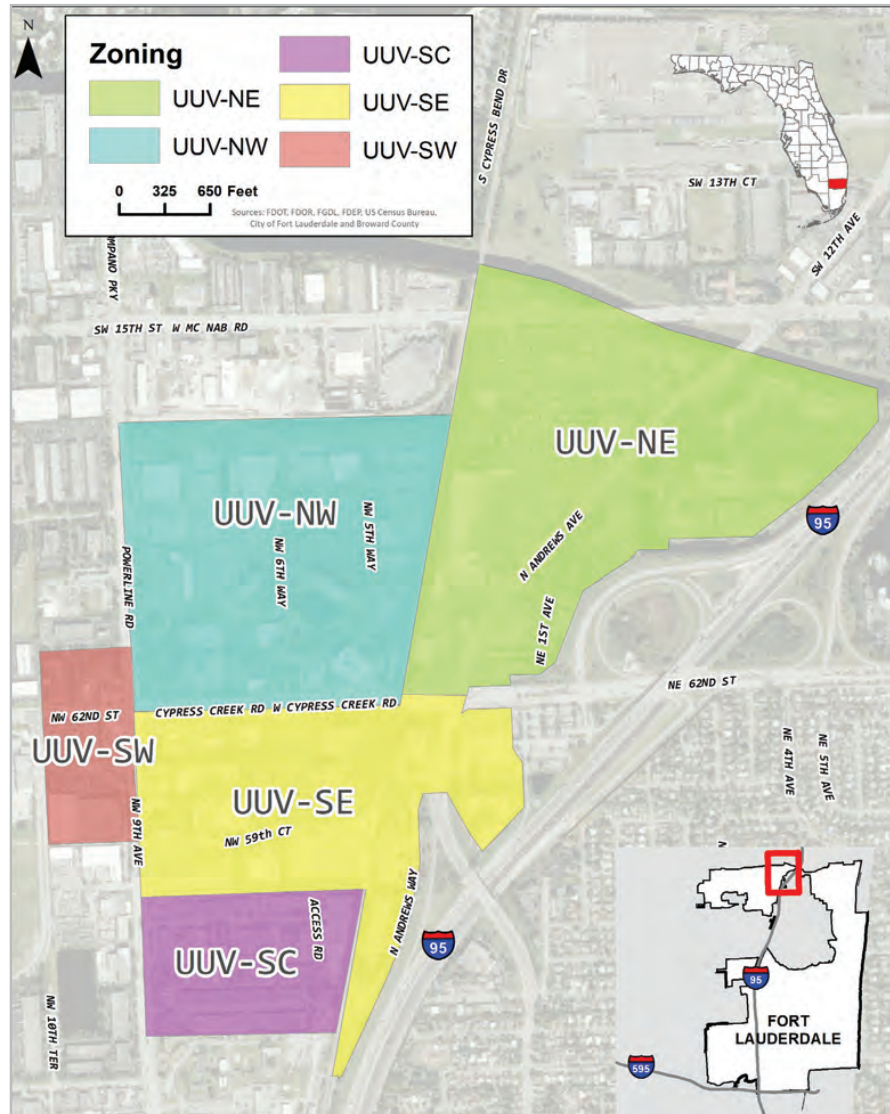 N
Zoning
UUV-NE
UUV-NW
UUV-SC
UUV-SE
UUV-SW
0 325 650 Feet
Sources: FDOT, FDOR, FGDL, FDEP, US Census Bureau,
City of Fort Lauderdale and Broward County
S CYPRESS BEND DR
SW 13TH CT
SW 12TH AVE
MPANO PKY
SW 15TH ST W MC NAB RD
UUV-NE
UUV-NW
NW 5TH WAY
NW 6TH WAY
N ANDREWS AVE
95
POWERLINE RD
NE 1ST AVE
NE 62ND ST
CYPRESS CREEK RD W CYPRESS CREEK RD
NW 62ND ST
UUV-SW
UUV-SE
NE 4TH AVE
NE 5TH AVE
NW 9TH AVE
NW 59th CT
N
ACCESS RD
N ANDREWS WAY
95
UUV-SC
NW 10TH TER
95
FORT
LAUDERDALE
595